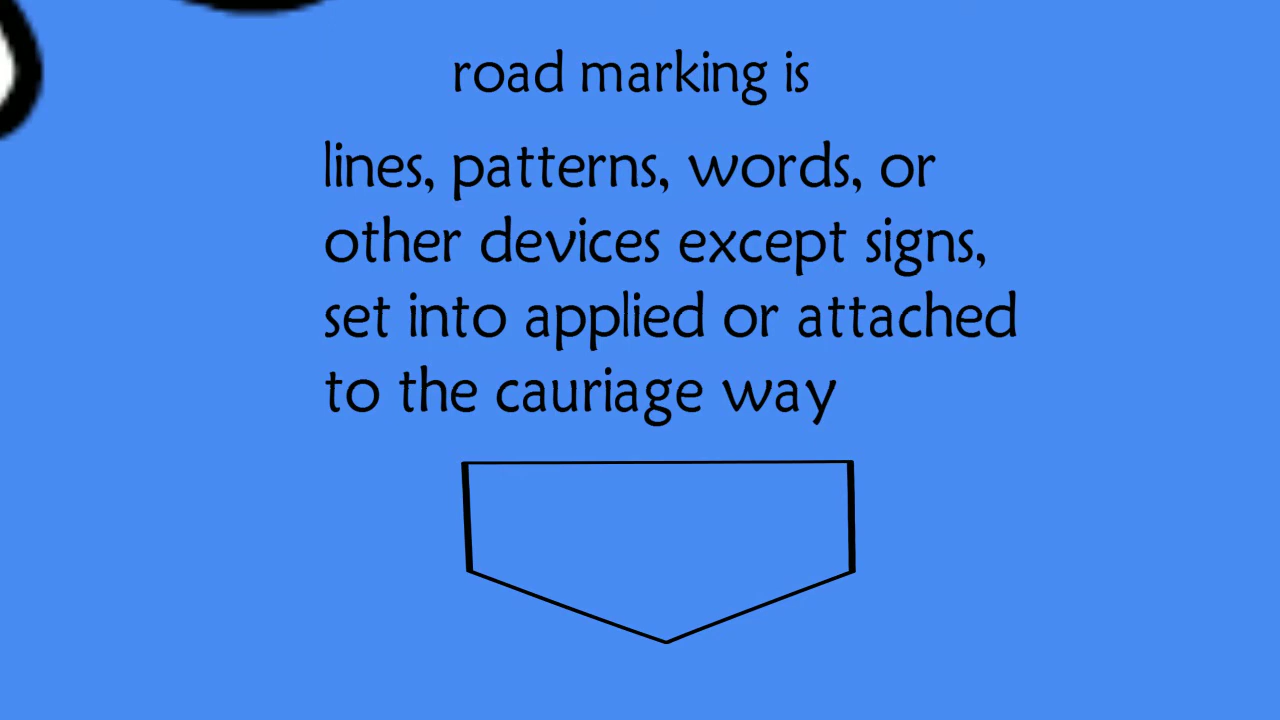 road marking is
lines, patterns, words, or
other devices except signs,
set into applied or attached
to the cauriage way